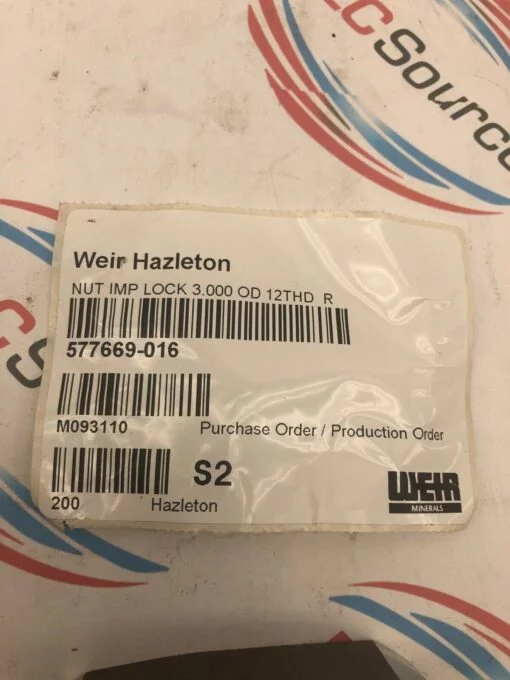 LCSource
Weir Hazleton
NUT IMP LOCK 3.000 OD 12THD R
577669-016
M093110 Purchase Order / Production Order
S2
200 Hazleton
WEIR
MINERALS